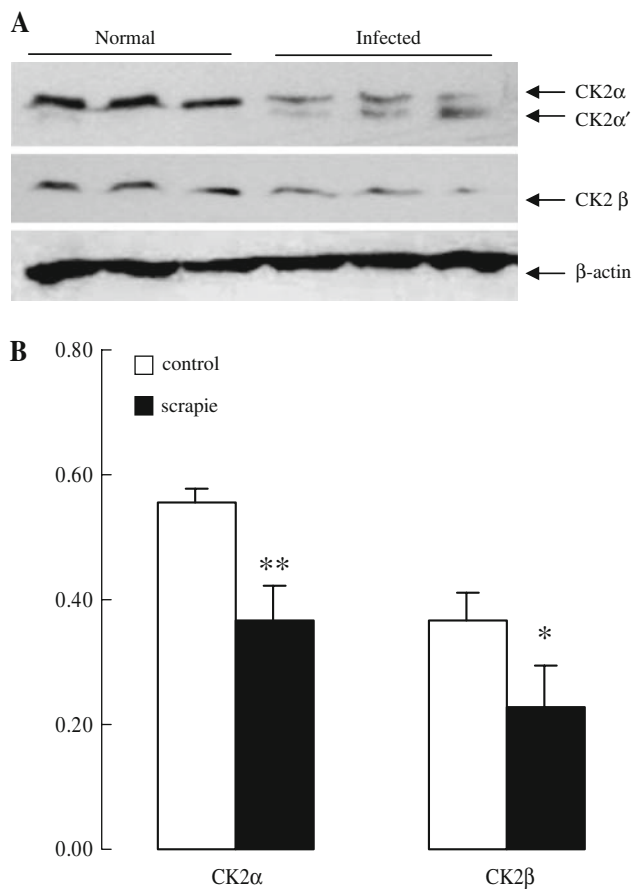 A
Normal Infected
CK2α
CK2α′
CK2 β
β-actin
B
0.80
control
scrapie
0.60
**
0.40
*
0.20
0.00
CK2α CK2β